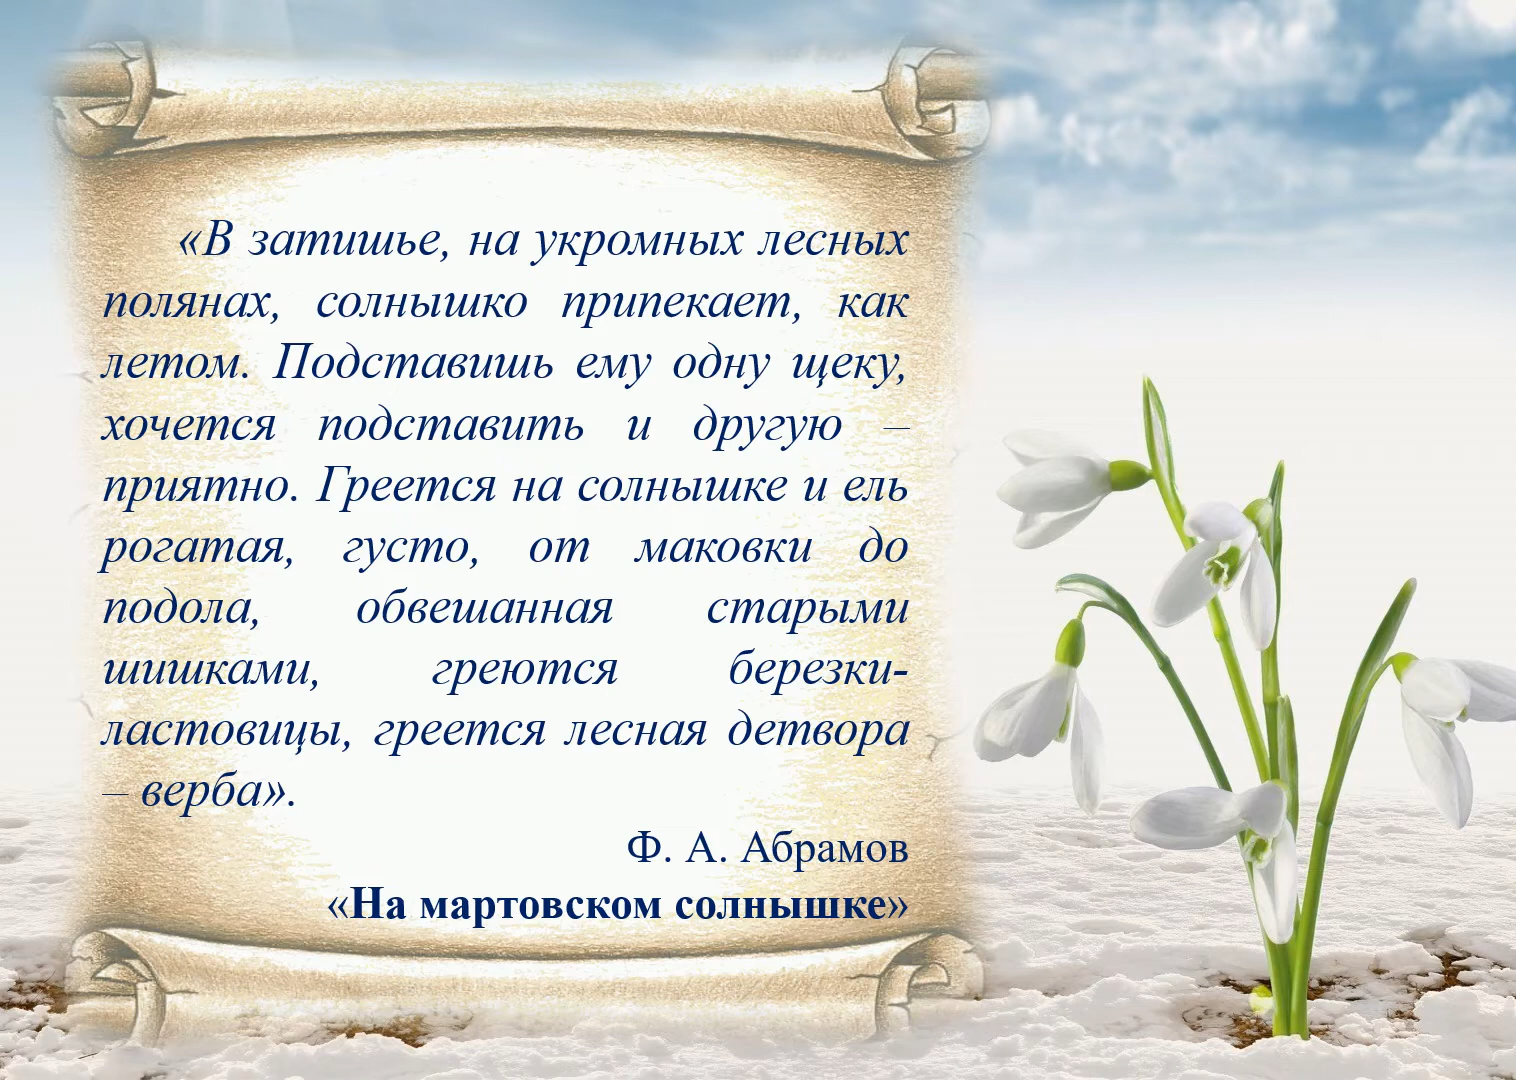 «В затишье, на укромных лесных
полянах, солнышко припекает, как
летом. Подставишь ему одну щеку,
хочется подставить и другую –
приятно. Греется на солнышке и ель
рогатая, густо, от маковки до
подола, обвешанная старыми
шишками, греются березки-
ластовицы, греется лесная детвора
– верба».
Ф. А. Абрамов
«На мартовском солнышке»